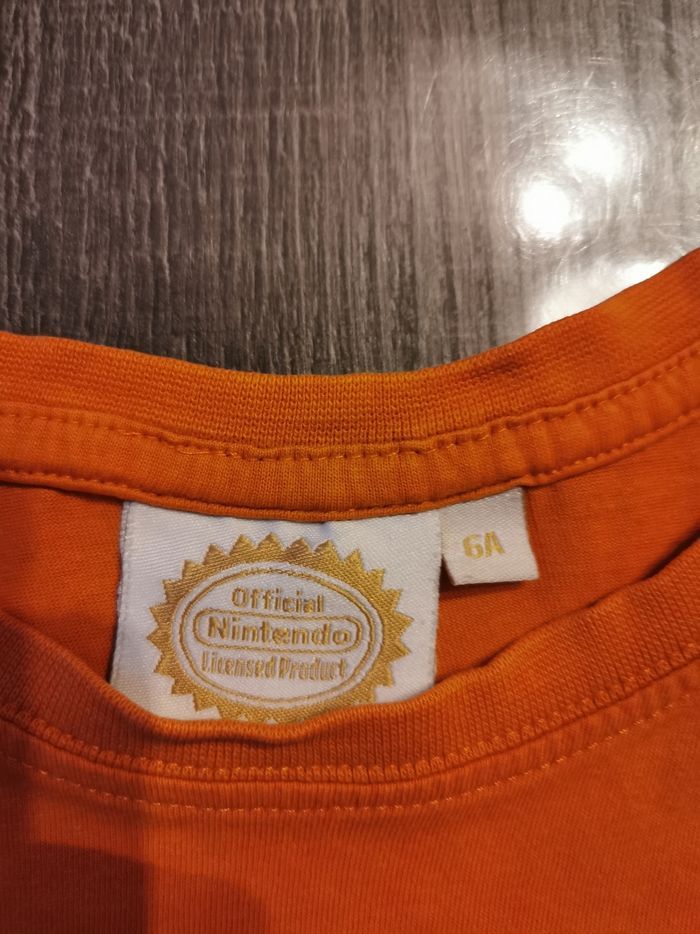 Official
Nintendo
Licensed Product
6A